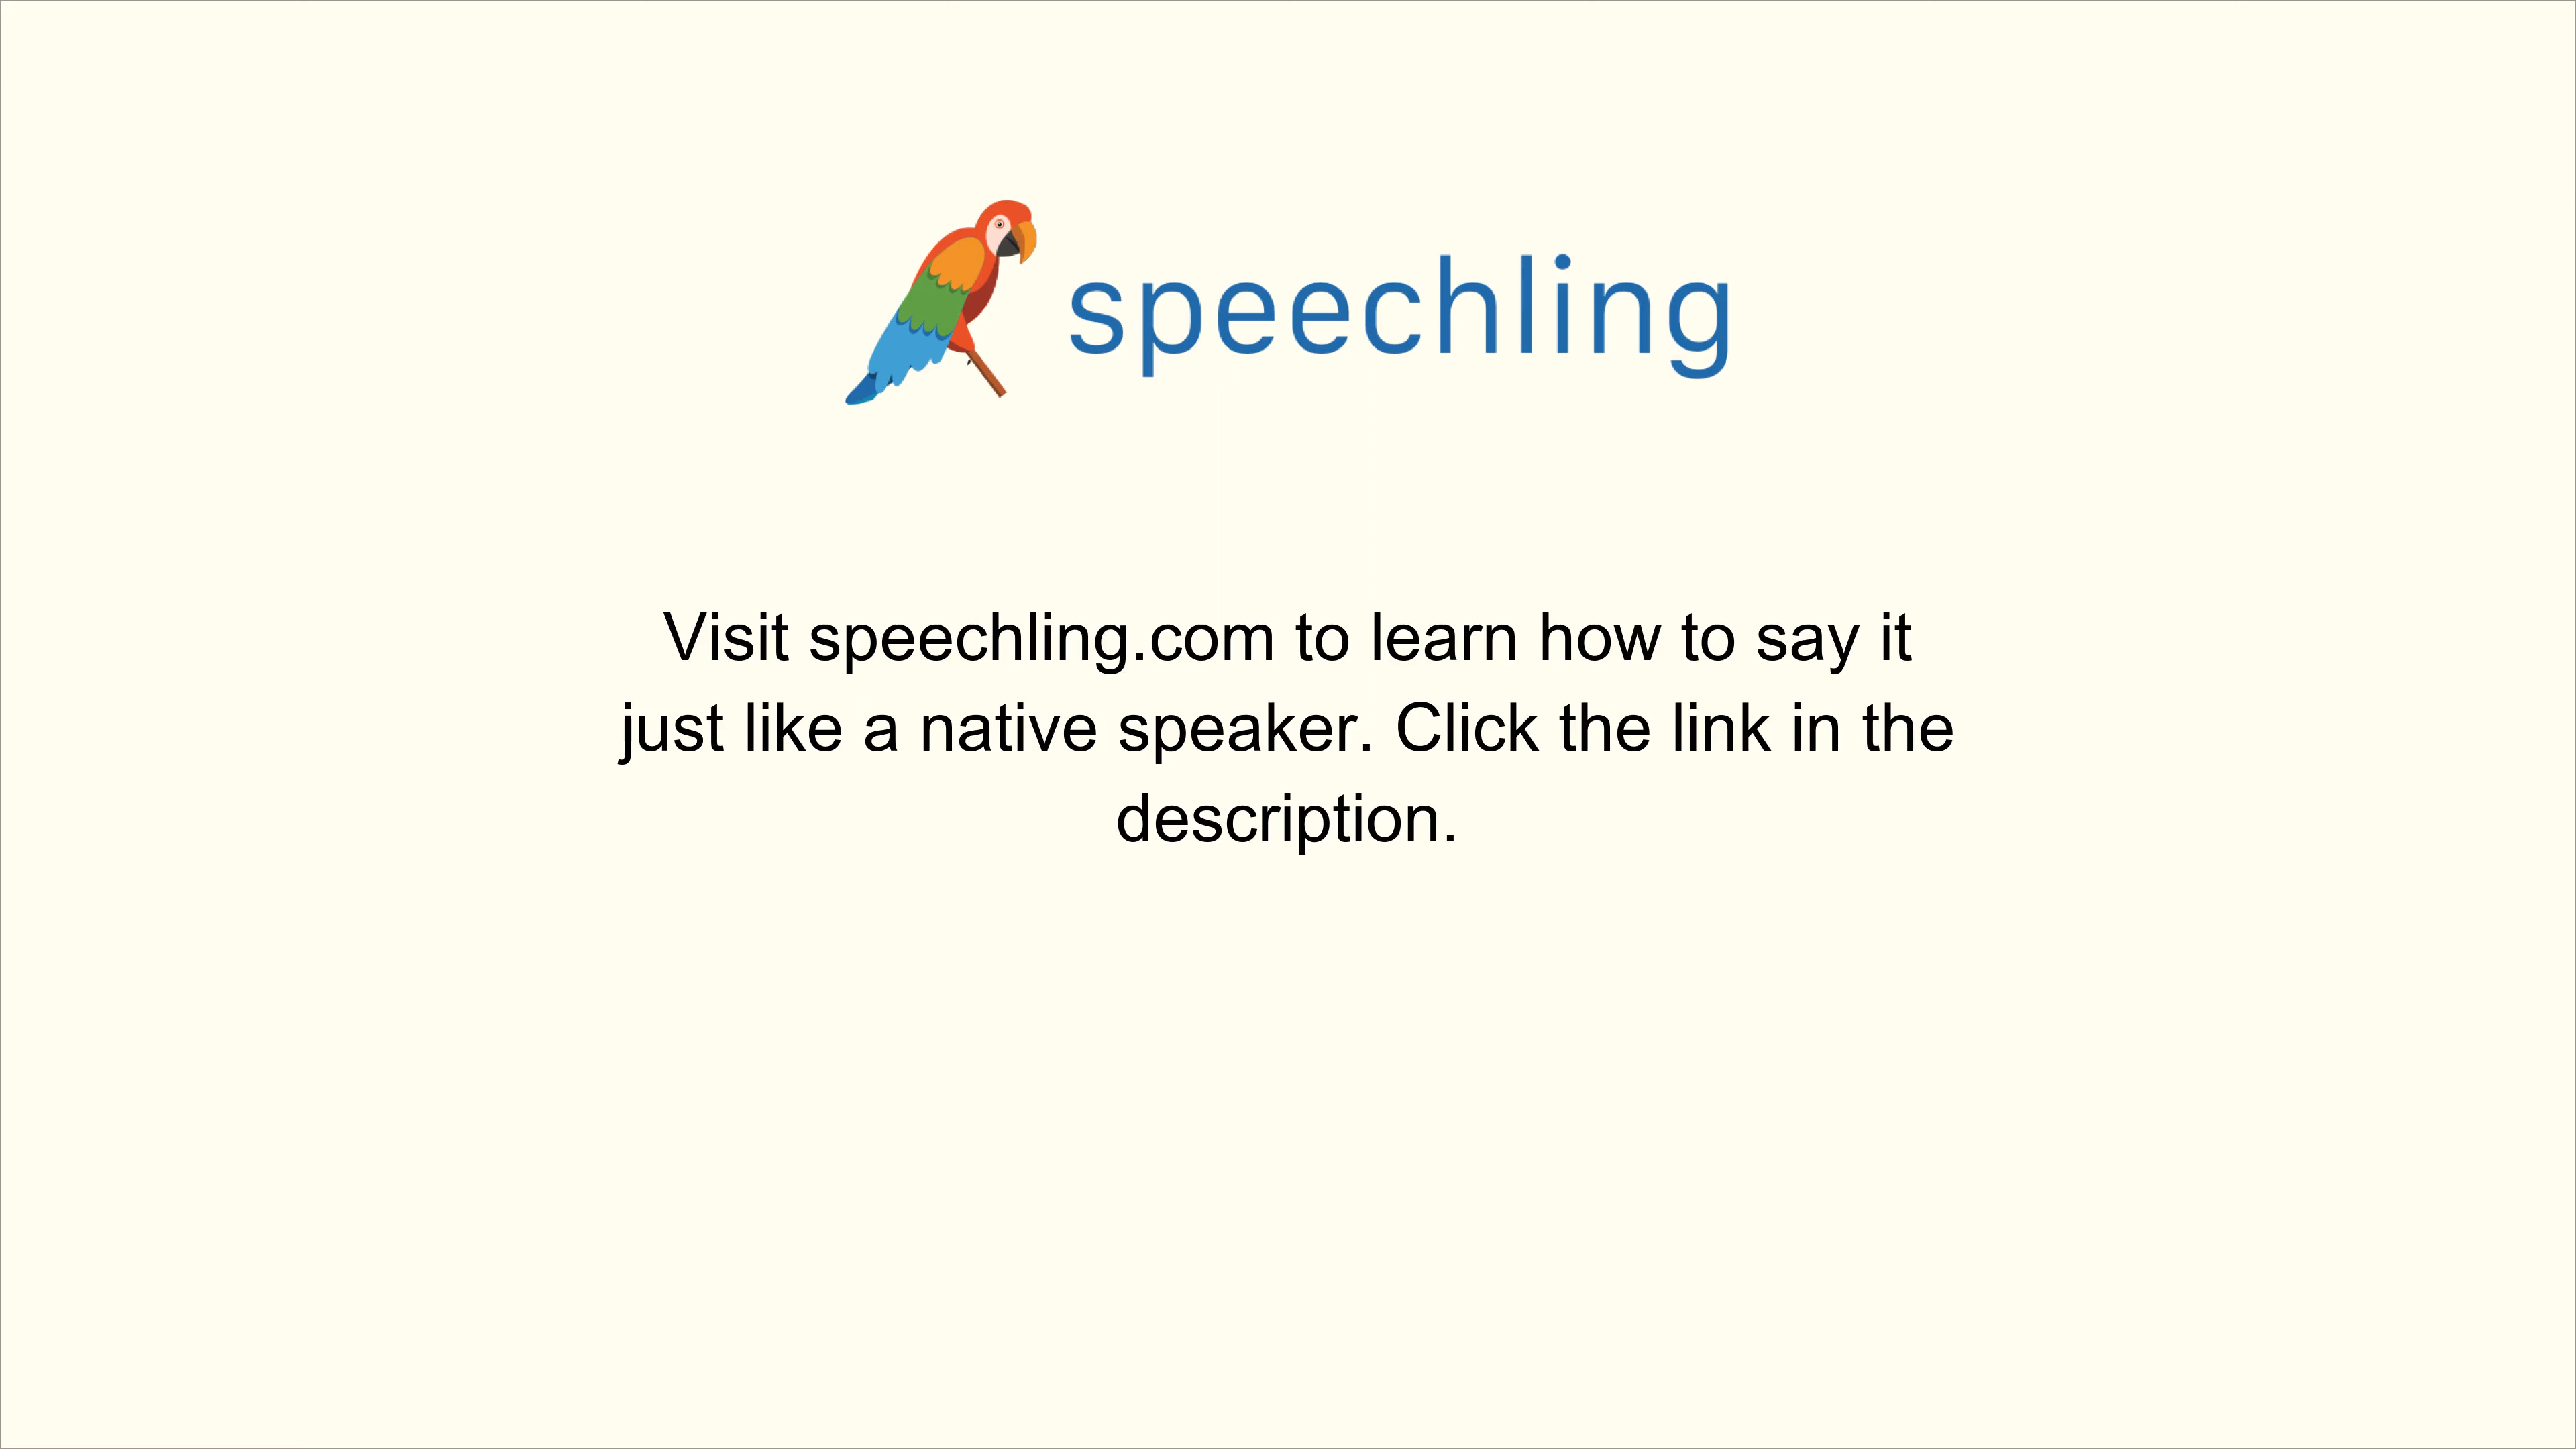 speechling
Visit speechling.com to learn how to say it
just like a native speaker. Click the link in the
description.